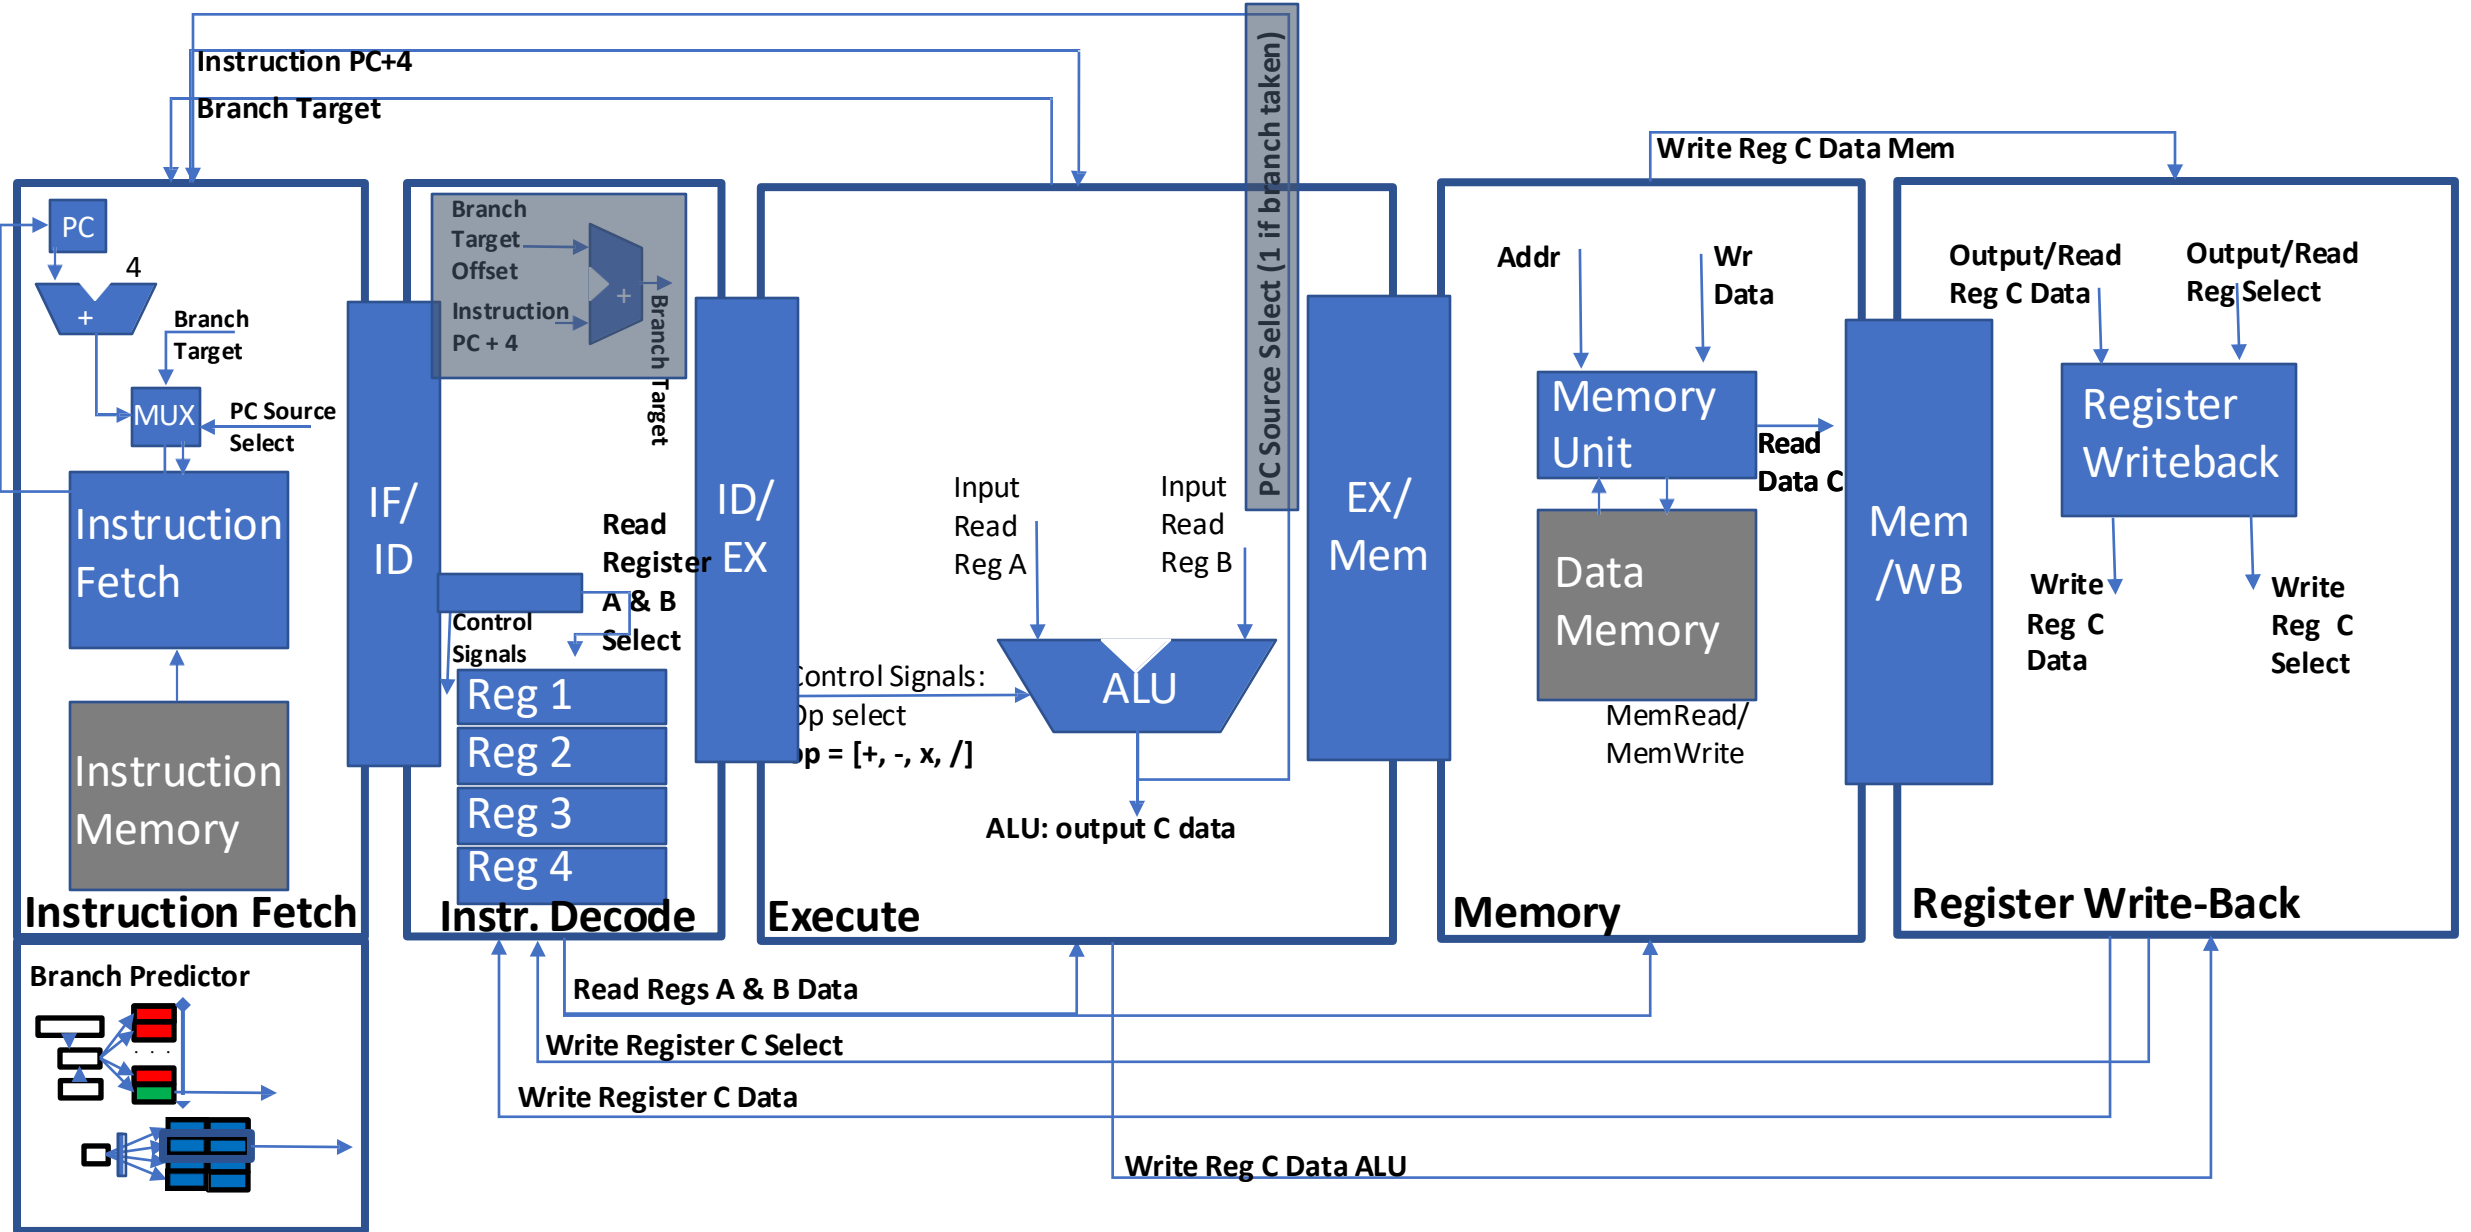 Instruction PC+4
Branch Target
PC Source Select (1 if branch taken)
Write Reg C Data Mem
PC
4
+
Branch
Target
MUX
PC Source
Select
Instruction
Fetch
Instruction
Memory
Instruction Fetch
IF/
ID
Branch
Target
Offset
Instruction
PC + 4
+
Branch Target
Read
Register
A & B
Select
Control
Signals
Reg 1
Reg 2
Reg 3
Reg 4
Instr. Decode
ID/
EX
Input
Read
Reg A
Input
Read
Reg B
Control Signals:
Op select
op = [+, -, x, /]
ALU
ALU: output C data
Execute
EX/
Mem
Addr
Wr
Data
Memory
Unit
Read
Data C
Data
Memory
MemRead/
MemWrite
Memory
Mem
/WB
Output/Read
Reg C Data
Output/Read
Reg Select
Register
Writeback
Write
Reg C
Data
Write
Reg C
Select
Register Write-Back
Branch Predictor
. . .
Read Regs A & B Data
Write Register C Select
Write Register C Data
Write Reg C Data ALU